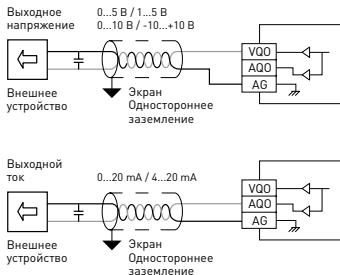 Выходное
напряжение
0...5 В / 1...5 В
0...10 В / -10...+10 В
VQO
AQO
AG
Внешнее
устройство
Экран
Одностороннее
заземление
Выходной
ток
0...20 mA / 4...20 mA
VQO
AQO
AG
Внешнее
устройство
Экран
Одностороннее
заземление